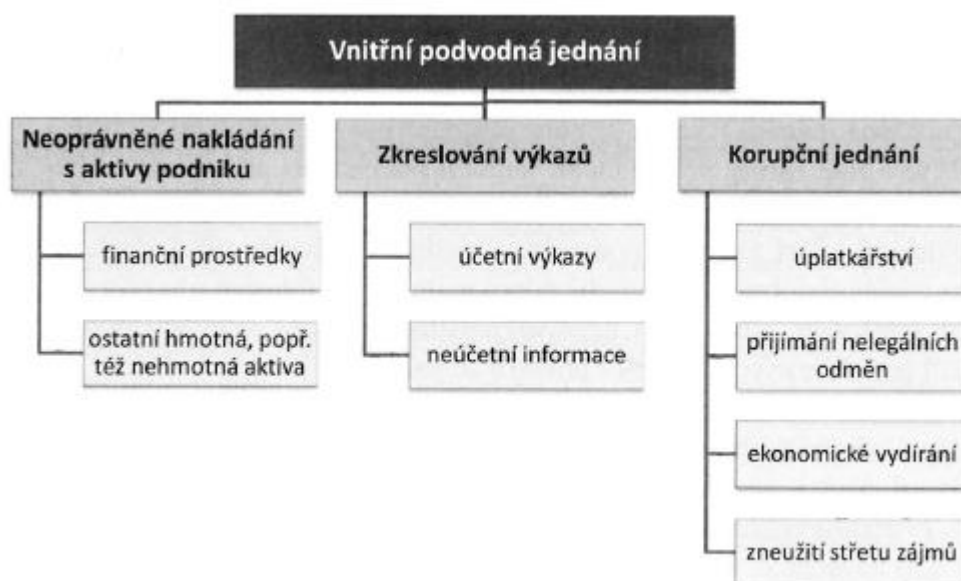 Vnitřní podvodná jednání
Neoprávněné nakládání
s aktivy podniku
finanční prostředky
ostatní hmotná, popř.
též nehmotná aktiva
Zkreslování výkazů
účetní výkazy
neúčetní informace
Korupční jednání
úplatkářství
přijímání nelegálních
odměn
ekonomické vydírání
zneužití střetu zájmů